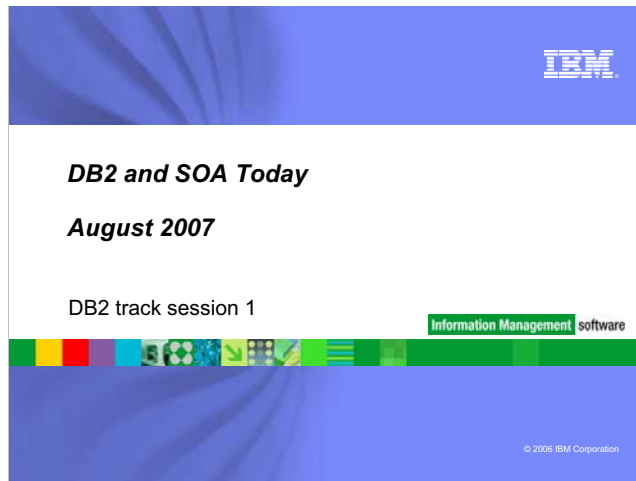 IBM.
DB2 and SOA Today
August 2007
DB2 track session 1
Information Management software
© 2006 IBM Corporation